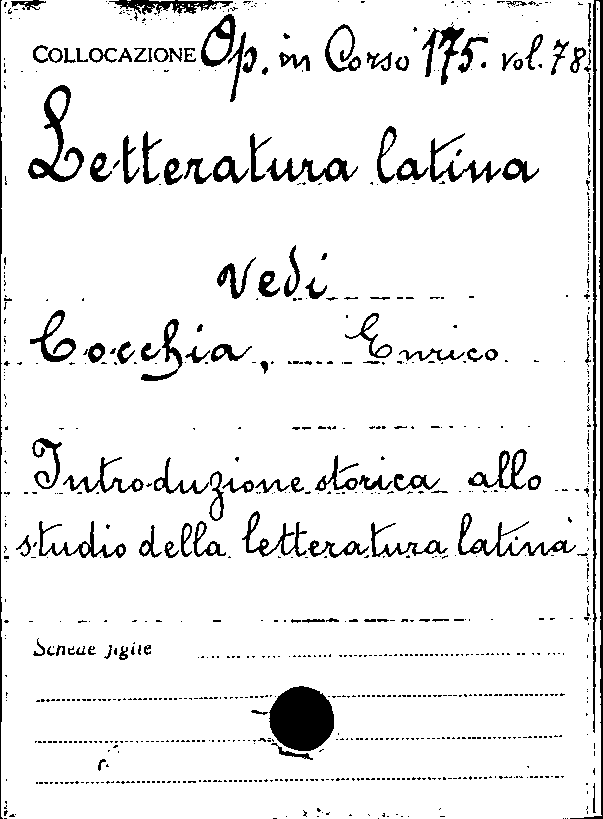 COLLOCAZIONE Op. in Corso 175. vol. 78.
Letteratura latina
vedi
Cocchia, Enrico
Introduzione storica allo
studio della letteratura latina
Schede figlie